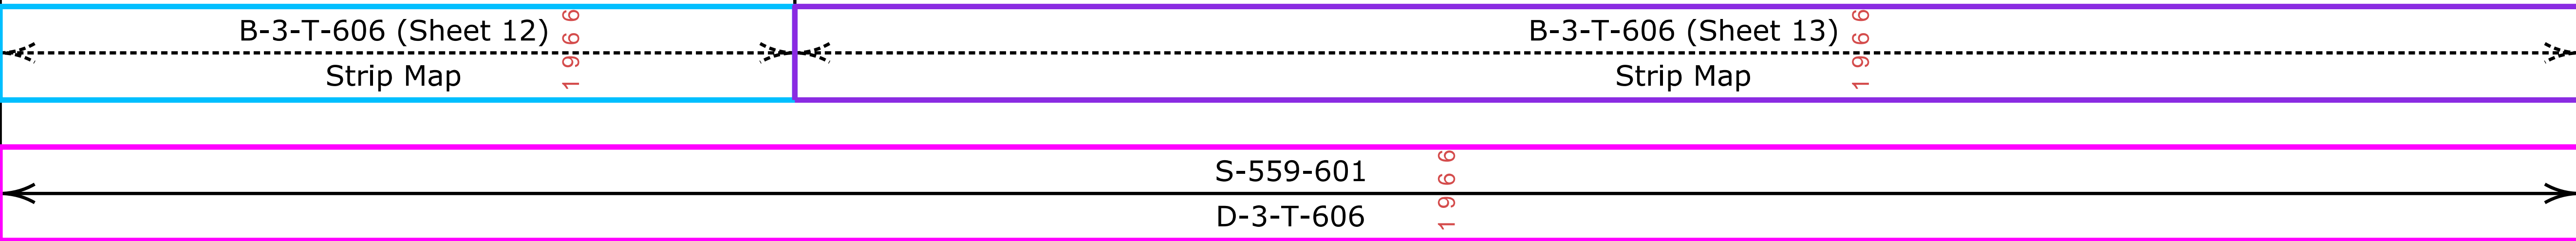 B-3-T-606 (Sheet 12)
1966
Strip Map
B-3-T-606 (Sheet 13)
1966
Strip Map
S-559-601
1966
D-3-T-606